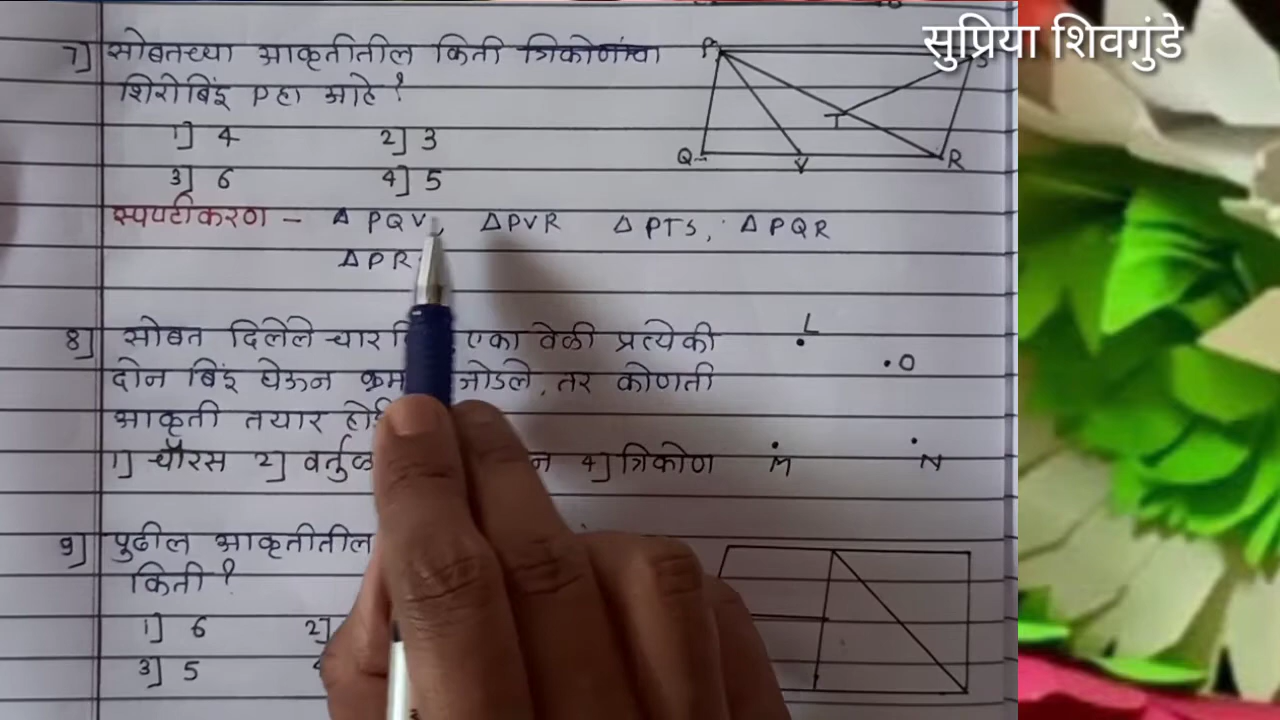 सुप्रिया शिवगुंडे
7] सोबतच्या आकृतीतील किती त्रिकोणांचा
शिरोबिंदू P हा आहे?
1] 4 2] 3
3] 6 4] 5
P S T Q V R
स्पष्टीकरण - Δ PQV, ΔPVR Δ PTS, Δ PQR
Δ PR
8] सोबत दिलेले चार एका वेळी प्रत्येकी
दोन बिंदू घेऊन जोडले, तर कोणती
आकृती तयार
1] चौरस 2] वर्तुळ 4] त्रिकोण
L O M N
9] पुढील आकृतीतील
किती?
1] 6 2]
3] 5